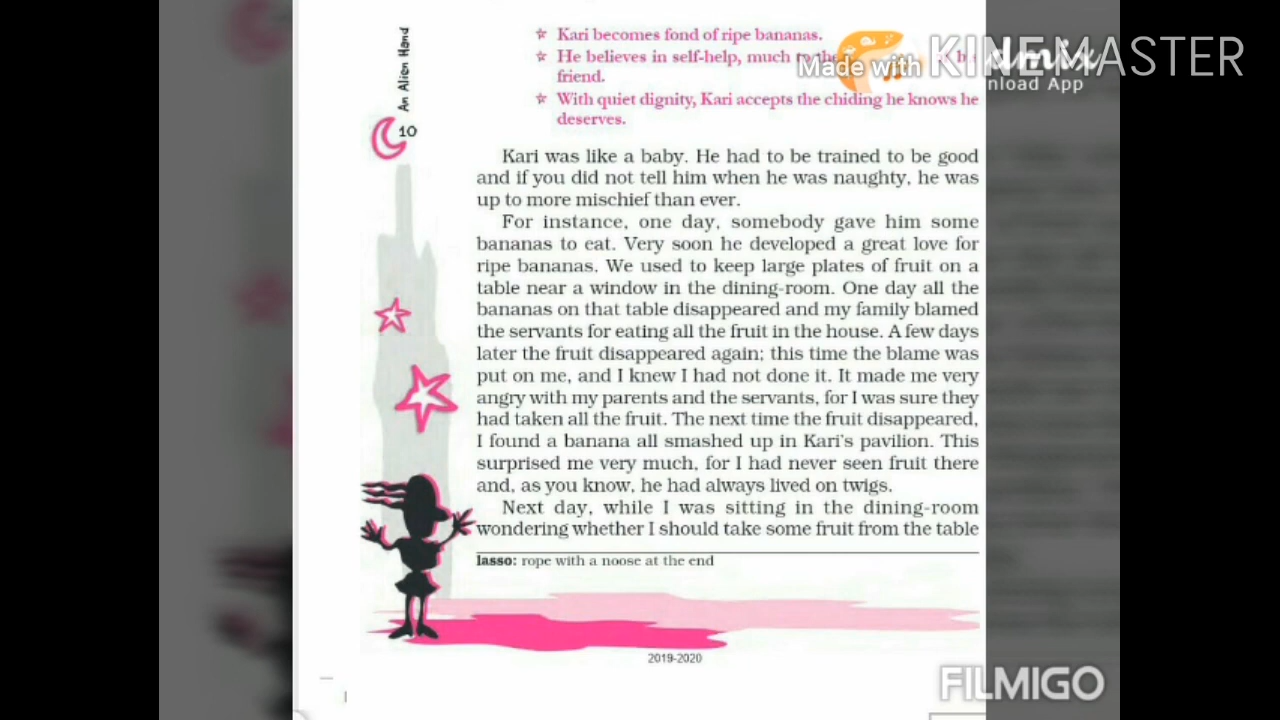 An Alien Hand
10
☆ Kari becomes fond of ripe bananas.
☆ He believes in self-help, much
friend.
☆ With quiet dignity, Kari accepts the chiding he knows he
deserves.
Made with KINEMASTER
nload App
Kari was like a baby. He had to be trained to be good
and if you did not tell him when he was naughty, he was
up to more mischief than ever.
For instance, one day, somebody gave him some
bananas to eat. Very soon he developed a great love for
ripe bananas. We used to keep large plates of fruit on a
table near a window in the dining-room. One day all the
bananas on that table disappeared and my family blamed
the servants for eating all the fruit in the house. A few days
later the fruit disappeared again; this time the blame was
put on me, and I knew I had not done it. It made me very
angry with my parents and the servants, for I was sure they
had taken all the fruit. The next time the fruit disappeared,
I found a banana all smashed up in Kari's pavilion. This
surprised me very much, for I had never seen fruit there
and, as you know, he had always lived on twigs.
Next day, while I was sitting in the dining-room
wondering whether I should take some fruit from the table
lasso: rope with a noose at the end
2019-2020
FILMIGO